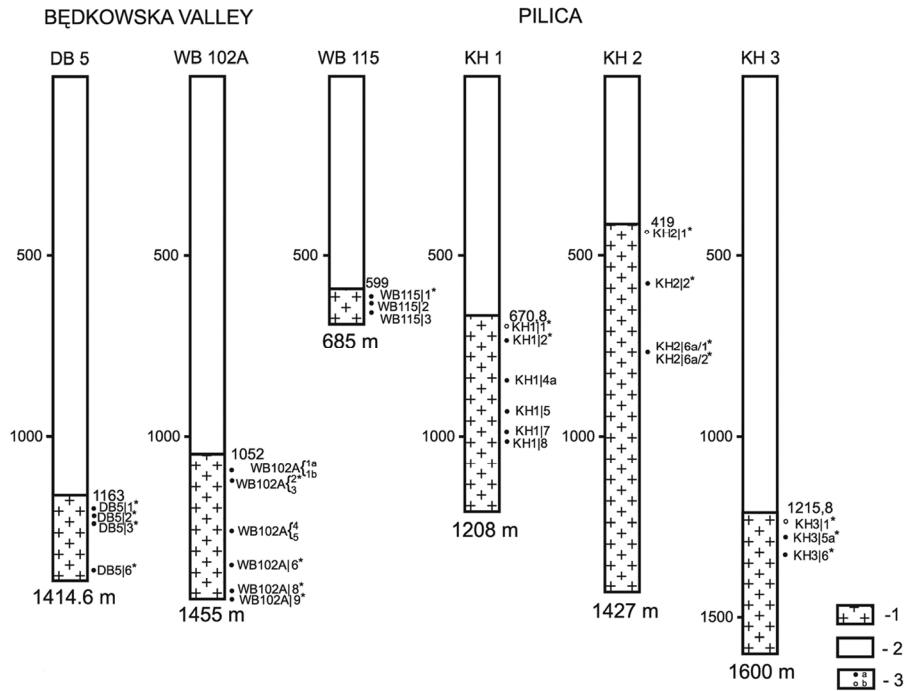 BĘDKOWSKA VALLEY
PILICA
DB 5
WB 102A
WB 115
KH 1
KH 2
KH 3
500
1000
1163
DB5|1*
DB5|2*
DB5|3*
DB5|6*
1414.6 m
500
1000
1052
WB102A{1a
1b
WB102A{2*
3
WB102A{4
5
WB102A|6*
WB102A|8*
WB102A|9*
1455 m
500
599
WB115|1*
WB115|2
WB115|3
685 m
500
1000
670,8
KH1|1*
KH1|2*
KH1|4a
KH1|5
KH1|7
KH1|8
1208 m
500
1000
419
KH2|1*
KH2|2*
KH2|6a/1*
KH2|6a/2*
1427 m
500
1000
1500
1215,8
KH3|1*
KH3|5a*
KH3|6*
1600 m
-1
- 2
a
b
- 3